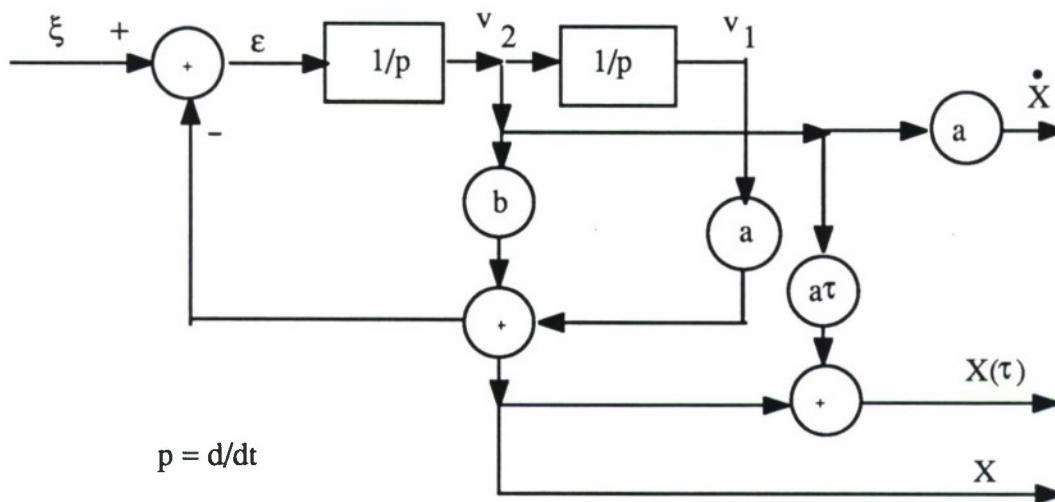 ξ + ε 1/p v2 1/p v1
+
Ẋ
a
−
b
a
aτ
+
X(τ)
+
p = d/dt
X